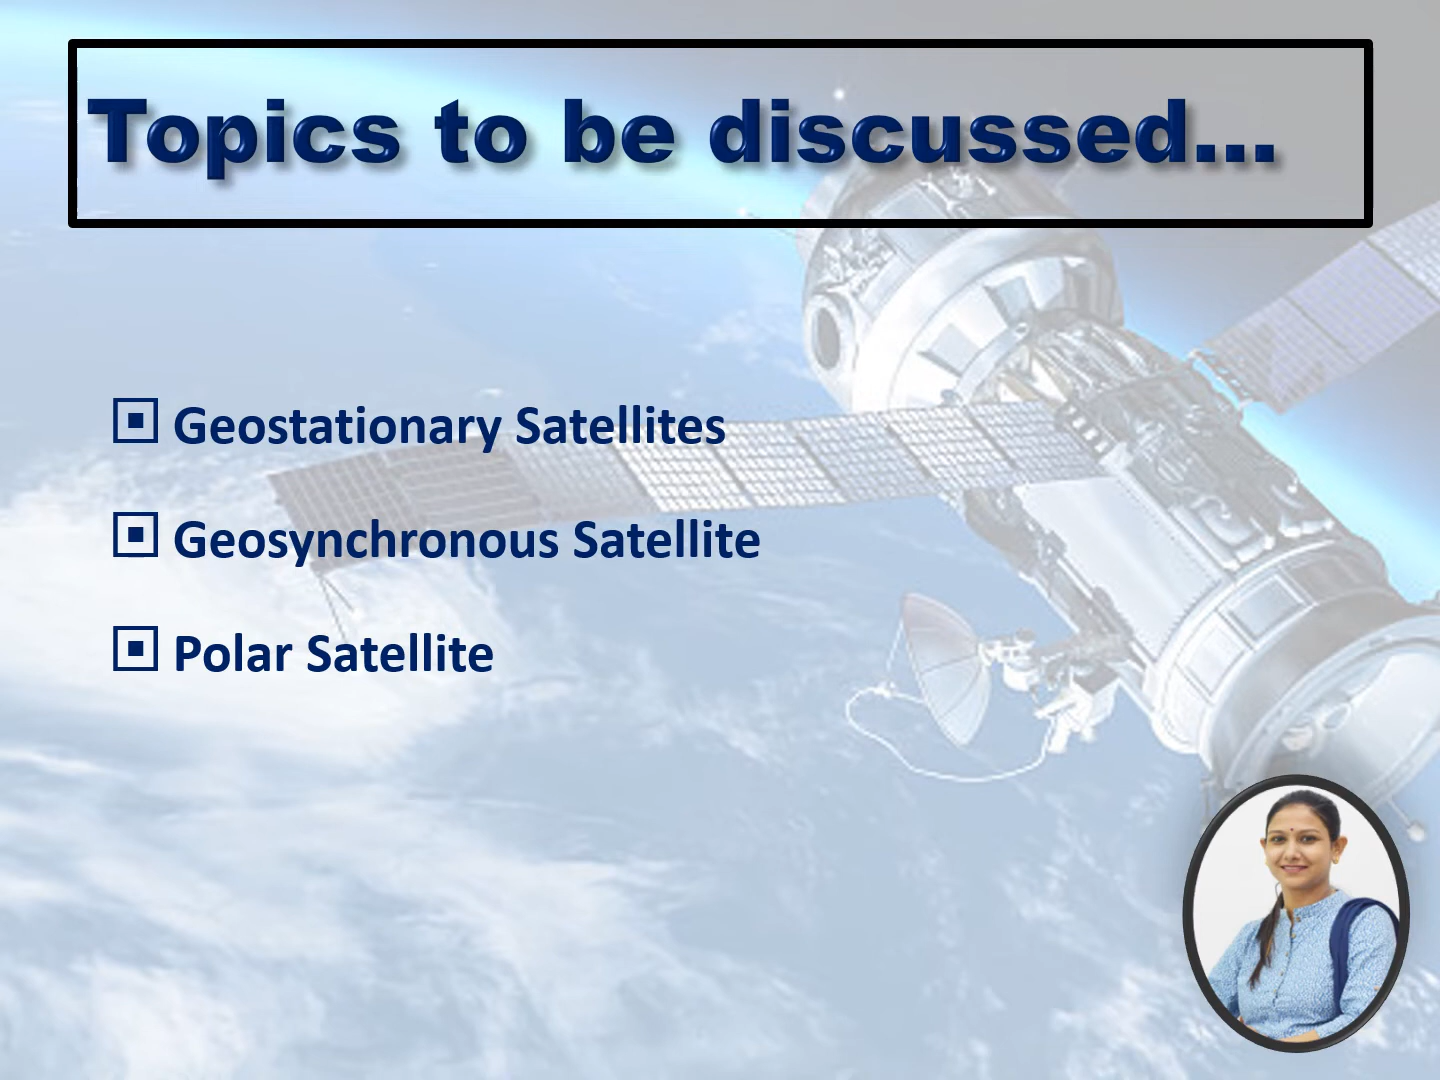 Topics to be discussed...
Geostationary Satellites
Geosynchronous Satellite
Polar Satellite